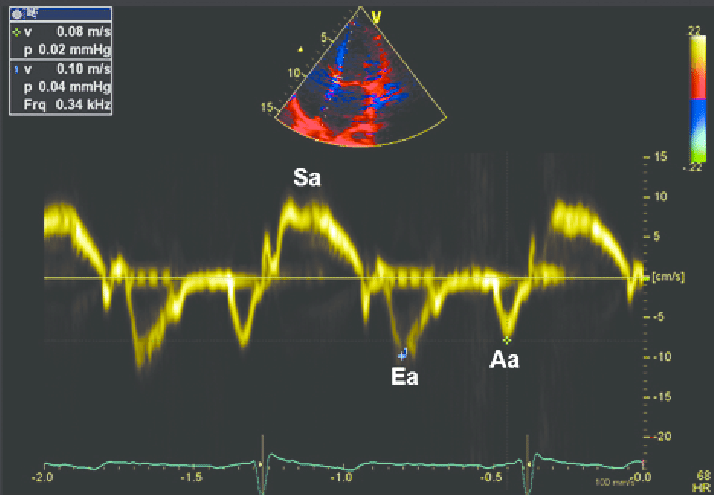 v 0.08 m/s
p 0.02 mmHg
v 0.10 m/s
p 0.04 mmHg
Frq 0.34 kHz
V
5
10
15
22
-22
15
10
5
[cm/s]
-5
-10
-15
-20
Sa
Ea
Aa
-2.0
-1.5
-1.0
-0.5
-0.0
100 mm/s
68
HR